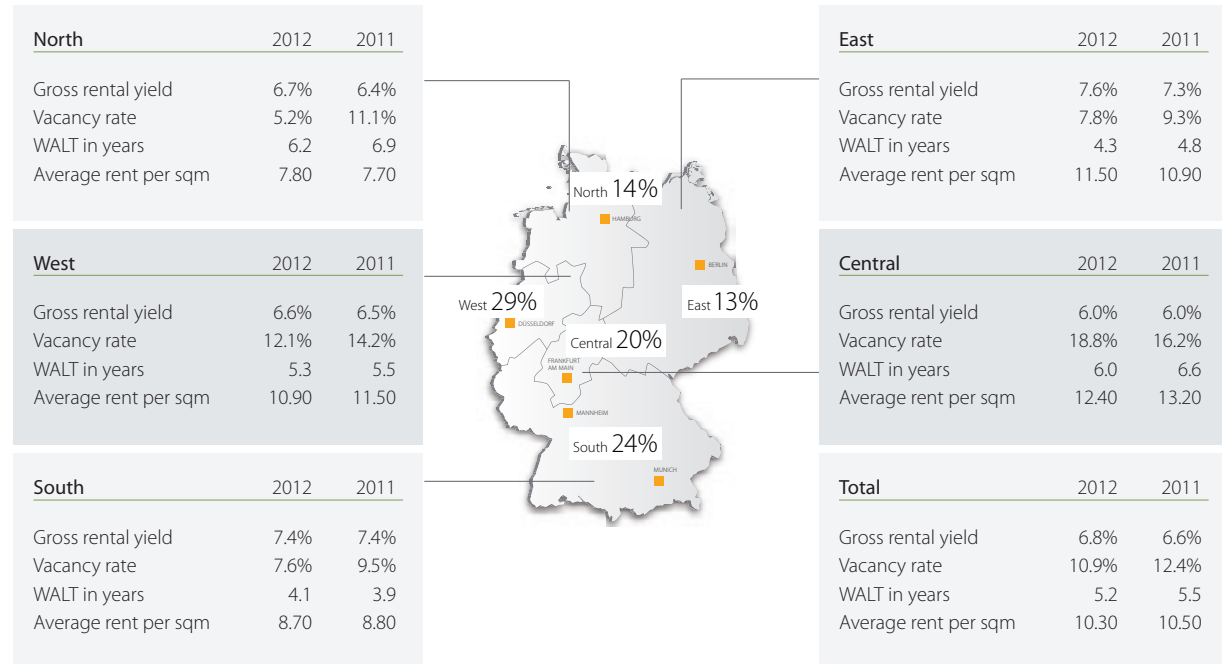 North 2012 2011
Gross rental yield 6.7% 6.4%
Vacancy rate 5.2% 11.1%
WALT in years 6.2 6.9
Average rent per sqm 7.80 7.70
West 2012 2011
Gross rental yield 6.6% 6.5%
Vacancy rate 12.1% 14.2%
WALT in years 5.3 5.5
Average rent per sqm 10.90 11.50
South 2012 2011
Gross rental yield 7.4% 7.4%
Vacancy rate 7.6% 9.5%
WALT in years 4.1 3.9
Average rent per sqm 8.70 8.80
North 14%
HAMBURG
BERLIN
West 29%
East 13%
DÜSSELDORF
Central 20%
FRANKFURT
AM MAIN
MANNHEIM
South 24%
MUNICH
East 2012 2011
Gross rental yield 7.6% 7.3%
Vacancy rate 7.8% 9.3%
WALT in years 4.3 4.8
Average rent per sqm 11.50 10.90
Central 2012 2011
Gross rental yield 6.0% 6.0%
Vacancy rate 18.8% 16.2%
WALT in years 6.0 6.6
Average rent per sqm 12.40 13.20
Total 2012 2011
Gross rental yield 6.8% 6.6%
Vacancy rate 10.9% 12.4%
WALT in years 5.2 5.5
Average rent per sqm 10.30 10.50